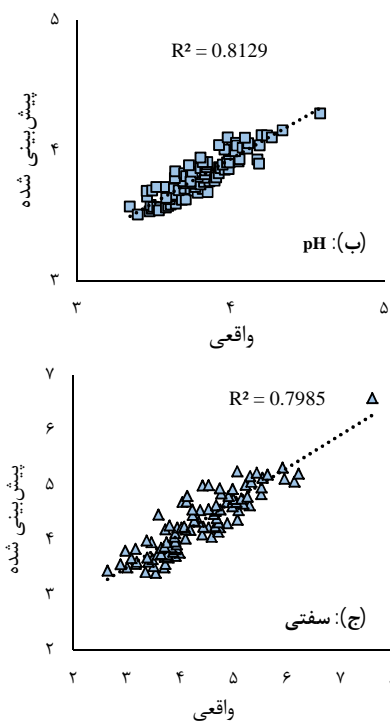 ۵
R² = 0.8129
۴
پیش‌بینی شده
(ب): pH
۳
۳ ۴ ۵
واقعی
۷
R² = 0.7985
۶
۵
پیش‌بینی شده
۴
۳
(ج): سفتی
۲
۲ ۳ ۴ ۵ ۶ ۷
واقعی